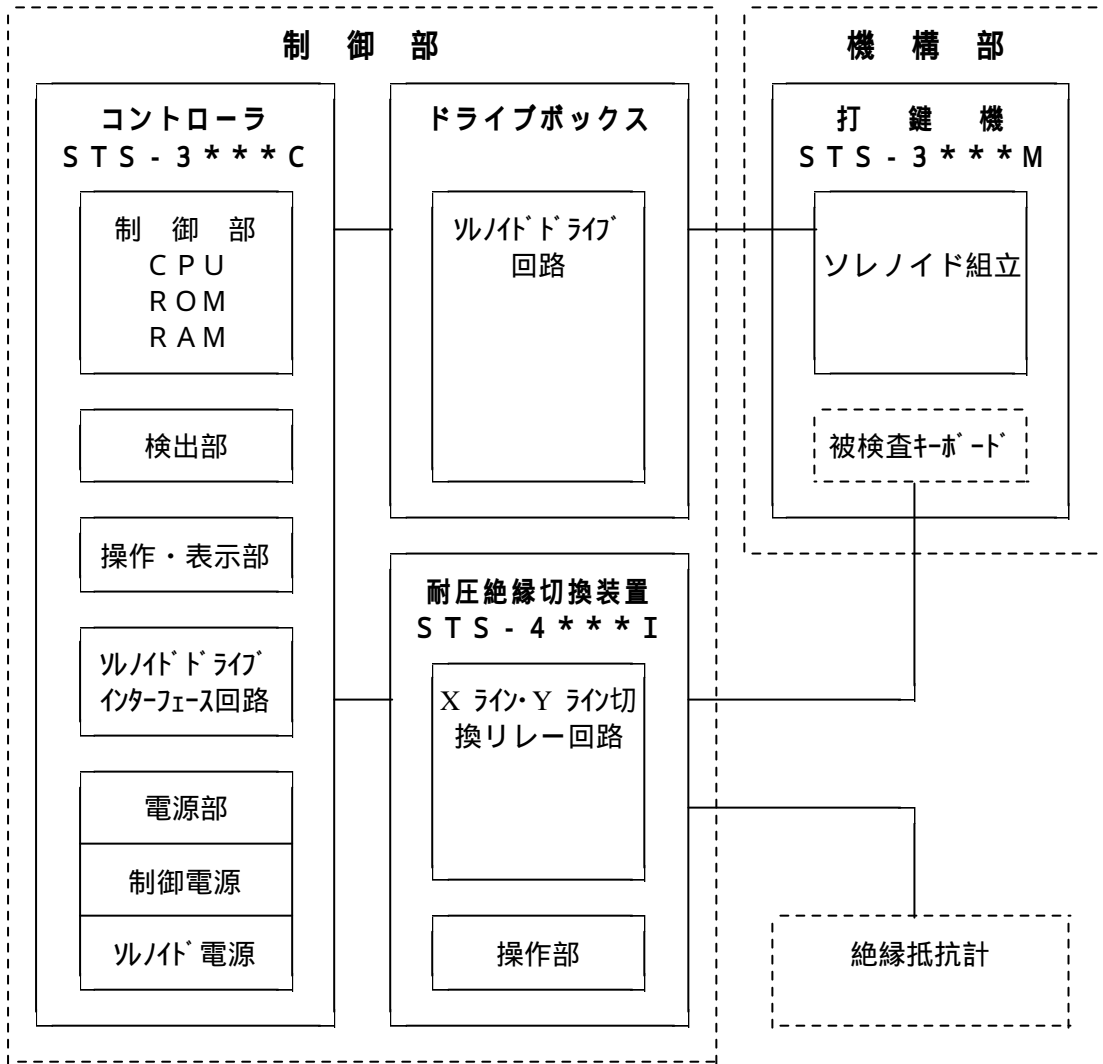 制　御　部
コントローラ
ＳＴＳ-３＊＊＊Ｃ
制　御　部
ＣＰＵ
ＲＯＭ
ＲＡＭ
検出部
操作・表示部
ｿﾚﾉｲﾄﾞﾄﾞﾗｲﾌﾞ
ｲﾝﾀｰﾌｪｰｽ回路
電源部
制御電源
ｿﾚﾉｲﾄﾞ電源
ドライブボックス
ｿﾚﾉｲﾄﾞﾄﾞﾗｲﾌﾞ
回路
耐圧絶縁切換装置
ＳＴＳ-４＊＊＊Ｉ
X ﾗｲﾝ･Y ﾗｲﾝ切
換リレー回路
操作部
機　構　部
打　鍵　機
ＳＴＳ-３＊＊＊Ｍ
ソレノイド組立
被検査ｷｰﾎﾞｰﾄﾞ
絶縁抵抗計